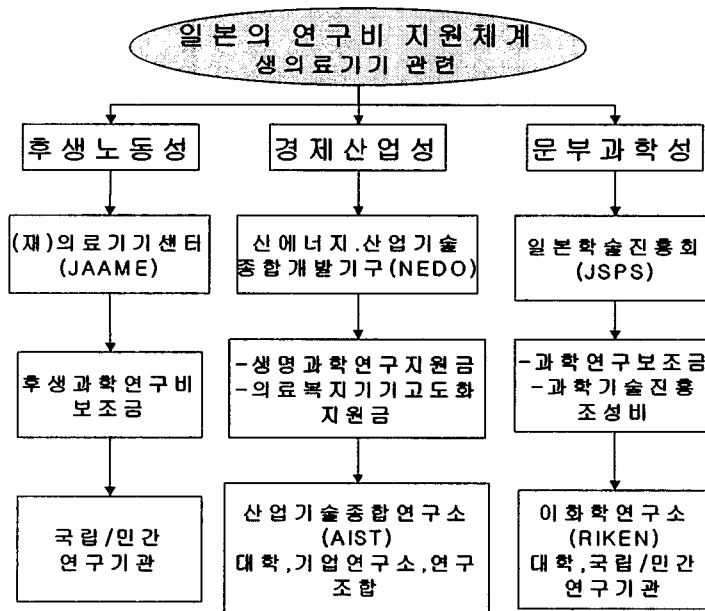 일본의 연구비 지원체계
생의료기기 관련
후생노동성
경제산업성
문부과학성
(재)의료기기센터
(JAAME)
신에너지.산업기술
종합개발기구(NEDO)
일본학술진흥회
(JSPS)
후생과학연구비
보조금
-생명과학연구지원금
-의료복지기기고도화
지원금
-과학연구보조금
-과학기술진흥
조성비
국립/민간
연구기관
산업기술종합연구소
(AIST)
대학,기업연구소,연구
조합
이화학연구소
(RIKEN)
대학,국립/민간
연구기관